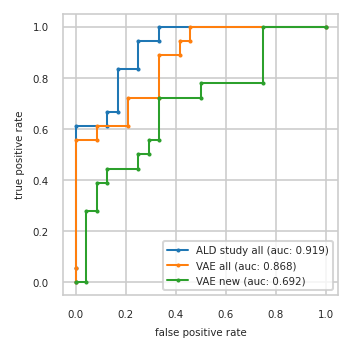 1.0
0.8
0.6
0.4
0.2
0.0
true positive rate
ALD study all (auc: 0.919)
VAE all (auc: 0.868)
VAE new (auc: 0.692)
0.0 0.2 0.4 0.6 0.8 1.0
false positive rate